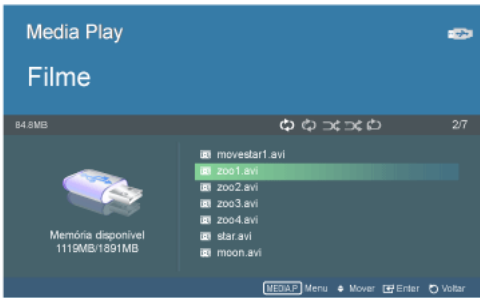 Media Play
Filme
84.8MB 2/7
movestar1.avi
zoo1.avi
zoo2.avi
zoo3.avi
zoo4.avi
star.avi
moon.avi
Memória disponível
1119MB/1891MB
MEDIA.P Menu Mover Enter Voltar